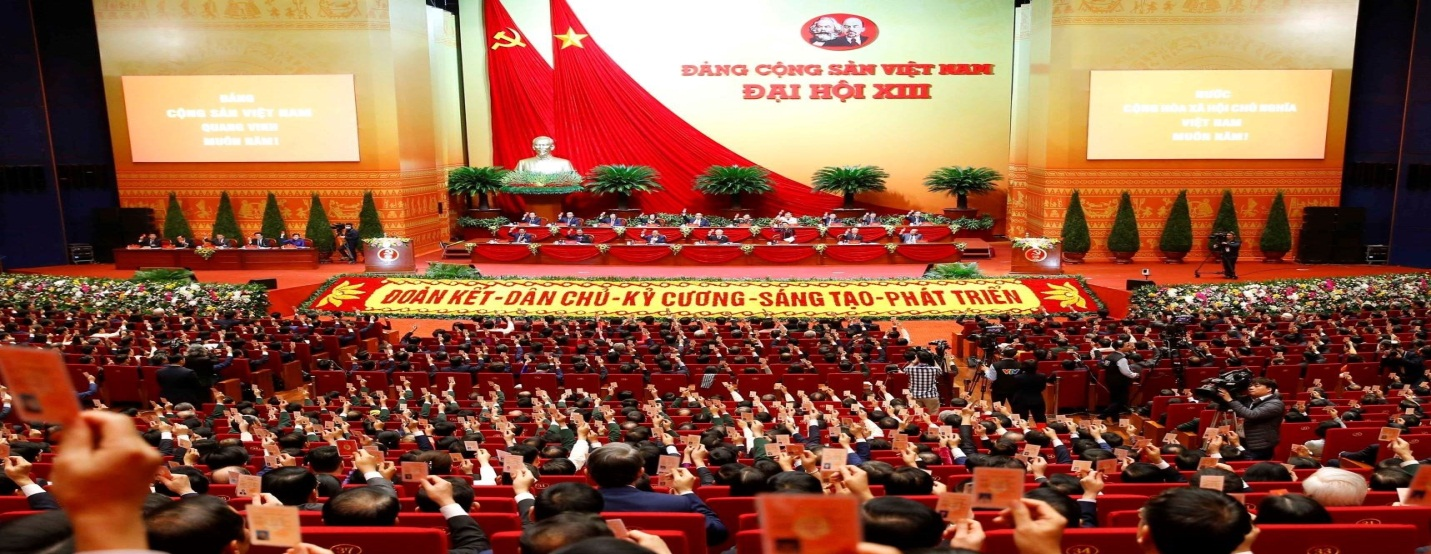 ĐẢNG
CỘNG SẢN VIỆT NAM
QUANG VINH
MUÔN NĂM!
ĐẢNG CỘNG SẢN VIỆT NAM
ĐẠI HỘI XIII
NƯỚC
CỘNG HÒA XÃ HỘI CHỦ NGHĨA
VIỆT NAM
MUÔN NĂM!
ĐOÀN KẾT-DÂN CHỦ-KỶ CƯƠNG-SÁNG TẠO-PHÁT TRIỂN